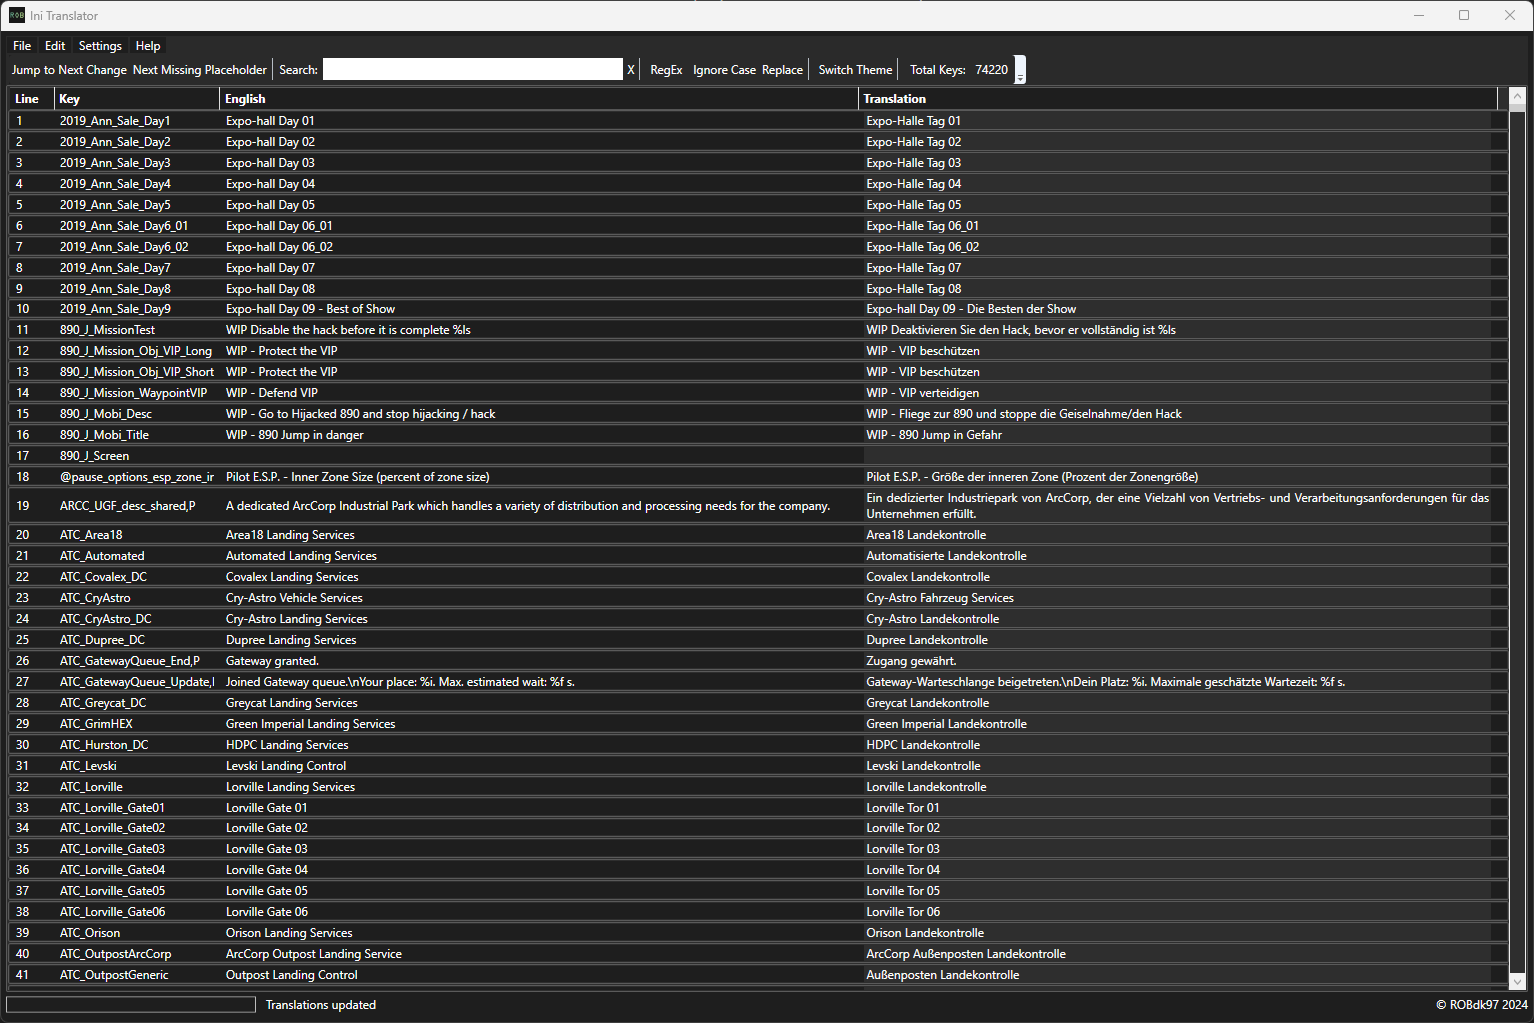 ROB Ini Translator
File Edit Settings Help
Jump to Next Change Next Missing Placeholder Search: X RegEx Ignore Case Replace Switch Theme Total Keys: 74220
Line Key English Translation
1 2019_Ann_Sale_Day1 Expo-hall Day 01 Expo-Halle Tag 01
2 2019_Ann_Sale_Day2 Expo-hall Day 02 Expo-Halle Tag 02
3 2019_Ann_Sale_Day3 Expo-hall Day 03 Expo-Halle Tag 03
4 2019_Ann_Sale_Day4 Expo-hall Day 04 Expo-Halle Tag 04
5 2019_Ann_Sale_Day5 Expo-hall Day 05 Expo-Halle Tag 05
6 2019_Ann_Sale_Day6_01 Expo-hall Day 06_01 Expo-Halle Tag 06_01
7 2019_Ann_Sale_Day6_02 Expo-hall Day 06_02 Expo-Halle Tag 06_02
8 2019_Ann_Sale_Day7 Expo-hall Day 07 Expo-Halle Tag 07
9 2019_Ann_Sale_Day8 Expo-hall Day 08 Expo-Halle Tag 08
10 2019_Ann_Sale_Day9 Expo-hall Day 09 - Best of Show Expo-hall Day 09 - Die Besten der Show
11 890_J_MissionTest WIP Disable the hack before it is complete %ls WIP Deaktivieren Sie den Hack, bevor er vollständig ist %ls
12 890_J_Mission_Obj_VIP_Long WIP - Protect the VIP WIP - VIP beschützen
13 890_J_Mission_Obj_VIP_Short WIP - Protect the VIP WIP - VIP beschützen
14 890_J_Mission_WaypointVIP WIP - Defend VIP WIP - VIP verteidigen
15 890_J_Mobi_Desc WIP - Go to Hijacked 890 and stop hijacking / hack WIP - Fliege zur 890 und stoppe die Geiselnahme/den Hack
16 890_J_Mobi_Title WIP - 890 Jump in danger WIP - 890 Jump in Gefahr
17 890_J_Screen
18 @pause_options_esp_zone_ir Pilot E.S.P. - Inner Zone Size (percent of zone size) Pilot E.S.P. - Größe der inneren Zone (Prozent der Zonengröße)
19 ARCC_UGF_desc_shared,P A dedicated ArcCorp Industrial Park which handles a variety of distribution and processing needs for the company. Ein dedizierter Industriepark von ArcCorp, der eine Vielzahl von Vertriebs- und Verarbeitungsanforderungen für das
Unternehmen erfüllt.
20 ATC_Area18 Area18 Landing Services Area18 Landekontrolle
21 ATC_Automated Automated Landing Services Automatisierte Landekontrolle
22 ATC_Covalex_DC Covalex Landing Services Covalex Landekontrolle
23 ATC_CryAstro Cry-Astro Vehicle Services Cry-Astro Fahrzeug Services
24 ATC_CryAstro_DC Cry-Astro Landing Services Cry-Astro Landekontrolle
25 ATC_Dupree_DC Dupree Landing Services Dupree Landekontrolle
26 ATC_GatewayQueue_End,P Gateway granted. Zugang gewährt.
27 ATC_GatewayQueue_Update,I Joined Gateway queue.\nYour place: %i. Max. estimated wait: %f s. Gateway-Warteschlange beigetreten.\nDein Platz: %i. Maximale geschätzte Wartezeit: %f s.
28 ATC_Greycat_DC Greycat Landing Services Greycat Landekontrolle
29 ATC_GrimHEX Green Imperial Landing Services Green Imperial Landekontrolle
30 ATC_Hurston_DC HDPC Landing Services HDPC Landekontrolle
31 ATC_Levski Levski Landing Control Levski Landekontrolle
32 ATC_Lorville Lorville Landing Services Lorville Landekontrolle
33 ATC_Lorville_Gate01 Lorville Gate 01 Lorville Tor 01
34 ATC_Lorville_Gate02 Lorville Gate 02 Lorville Tor 02
35 ATC_Lorville_Gate03 Lorville Gate 03 Lorville Tor 03
36 ATC_Lorville_Gate04 Lorville Gate 04 Lorville Tor 04
37 ATC_Lorville_Gate05 Lorville Gate 05 Lorville Tor 05
38 ATC_Lorville_Gate06 Lorville Gate 06 Lorville Tor 06
39 ATC_Orison Orison Landing Services Orison Landekontrolle
40 ATC_OutpostArcCorp ArcCorp Outpost Landing Service ArcCorp Außenposten Landekontrolle
41 ATC_OutpostGeneric Outpost Landing Control Außenposten Landekontrolle
Translations updated © ROBdk97 2024